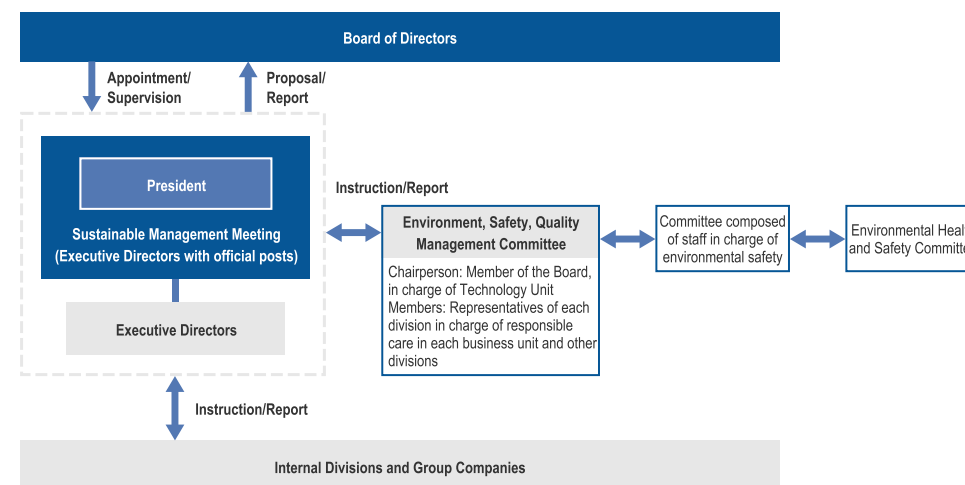 Board of Directors
Appointment/
Supervision
Proposal/
Report
President
Sustainable Management Meeting
(Executive Directors with official posts)
Executive Directors
Instruction/Report
Environment, Safety, Quality
Management Committee
Chairperson: Member of the Board,
in charge of Technology Unit
Members: Representatives of each
division in charge of responsible
care in each business unit and other
divisions
Committee composed
of staff in charge of
environmental safety
Environmental
and Safety
Instruction/Report
Internal Divisions and Group Companies